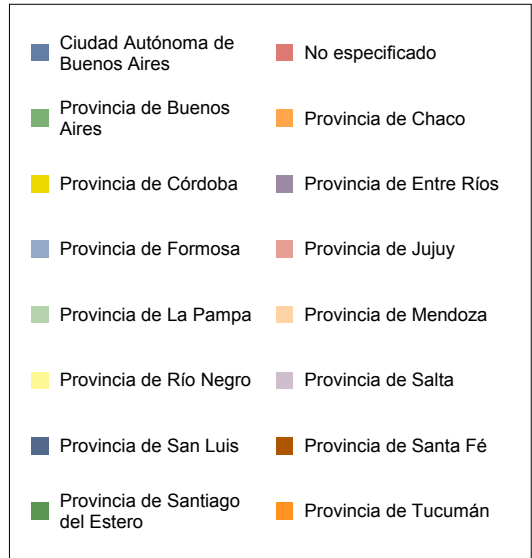 Ciudad Autónoma de
Buenos Aires
No especificado
Provincia de Buenos
Aires
Provincia de Chaco
Provincia de Córdoba
Provincia de Entre Ríos
Provincia de Formosa
Provincia de Jujuy
Provincia de La Pampa
Provincia de Mendoza
Provincia de Río Negro
Provincia de Salta
Provincia de San Luis
Provincia de Santa Fé
Provincia de Santiago
del Estero
Provincia de Tucumán